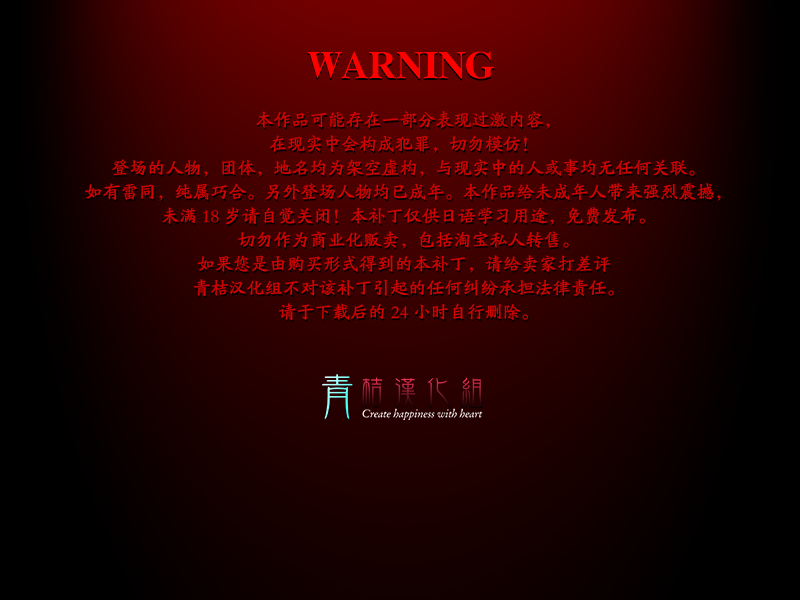 WARNING
本作品可能存在一部分表现过激内容，
在现实中会构成犯罪，切勿模仿！
登场的人物，团体，地名均为架空虚构，与现实中的人或事均无任何关联。
如有雷同，纯属巧合。另外登场人物均已成年。本作品给未成年人带来强烈震撼，
未满 18 岁请自觉关闭！本补丁仅供日语学习用途，免费发布。
切勿作为商业化贩卖，包括淘宝私人转售。
如果您是由购买形式得到的本补丁，请给卖家打差评
青桔汉化组不对该补丁引起的任何纠纷承担法律责任。
请于下载后的 24 小时自行删除。
青桔漢化組
Create happiness with heart